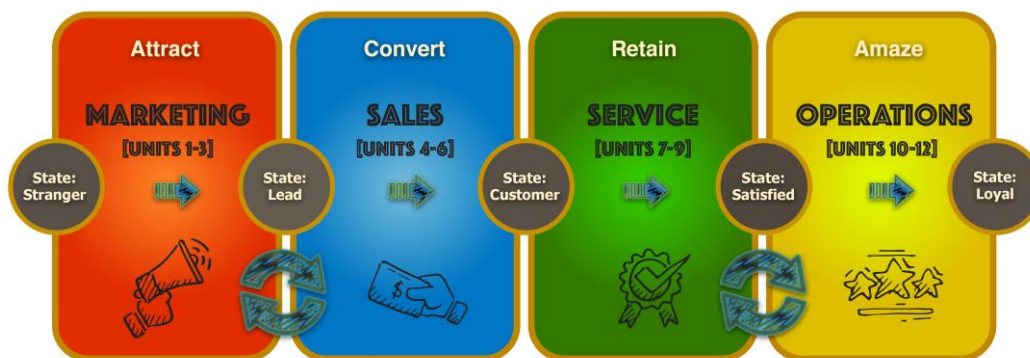 Attract
MARKETING
[UNITS 1-3]
Convert
SALES
[UNITS 4-6]
Retain
SERVICE
[UNITS 7-9]
Amaze
OPERATIONS
[UNITS 10-12]
State:
Stranger
State:
Lead
State:
Customer
State:
Satisfied
State:
Loyal
$